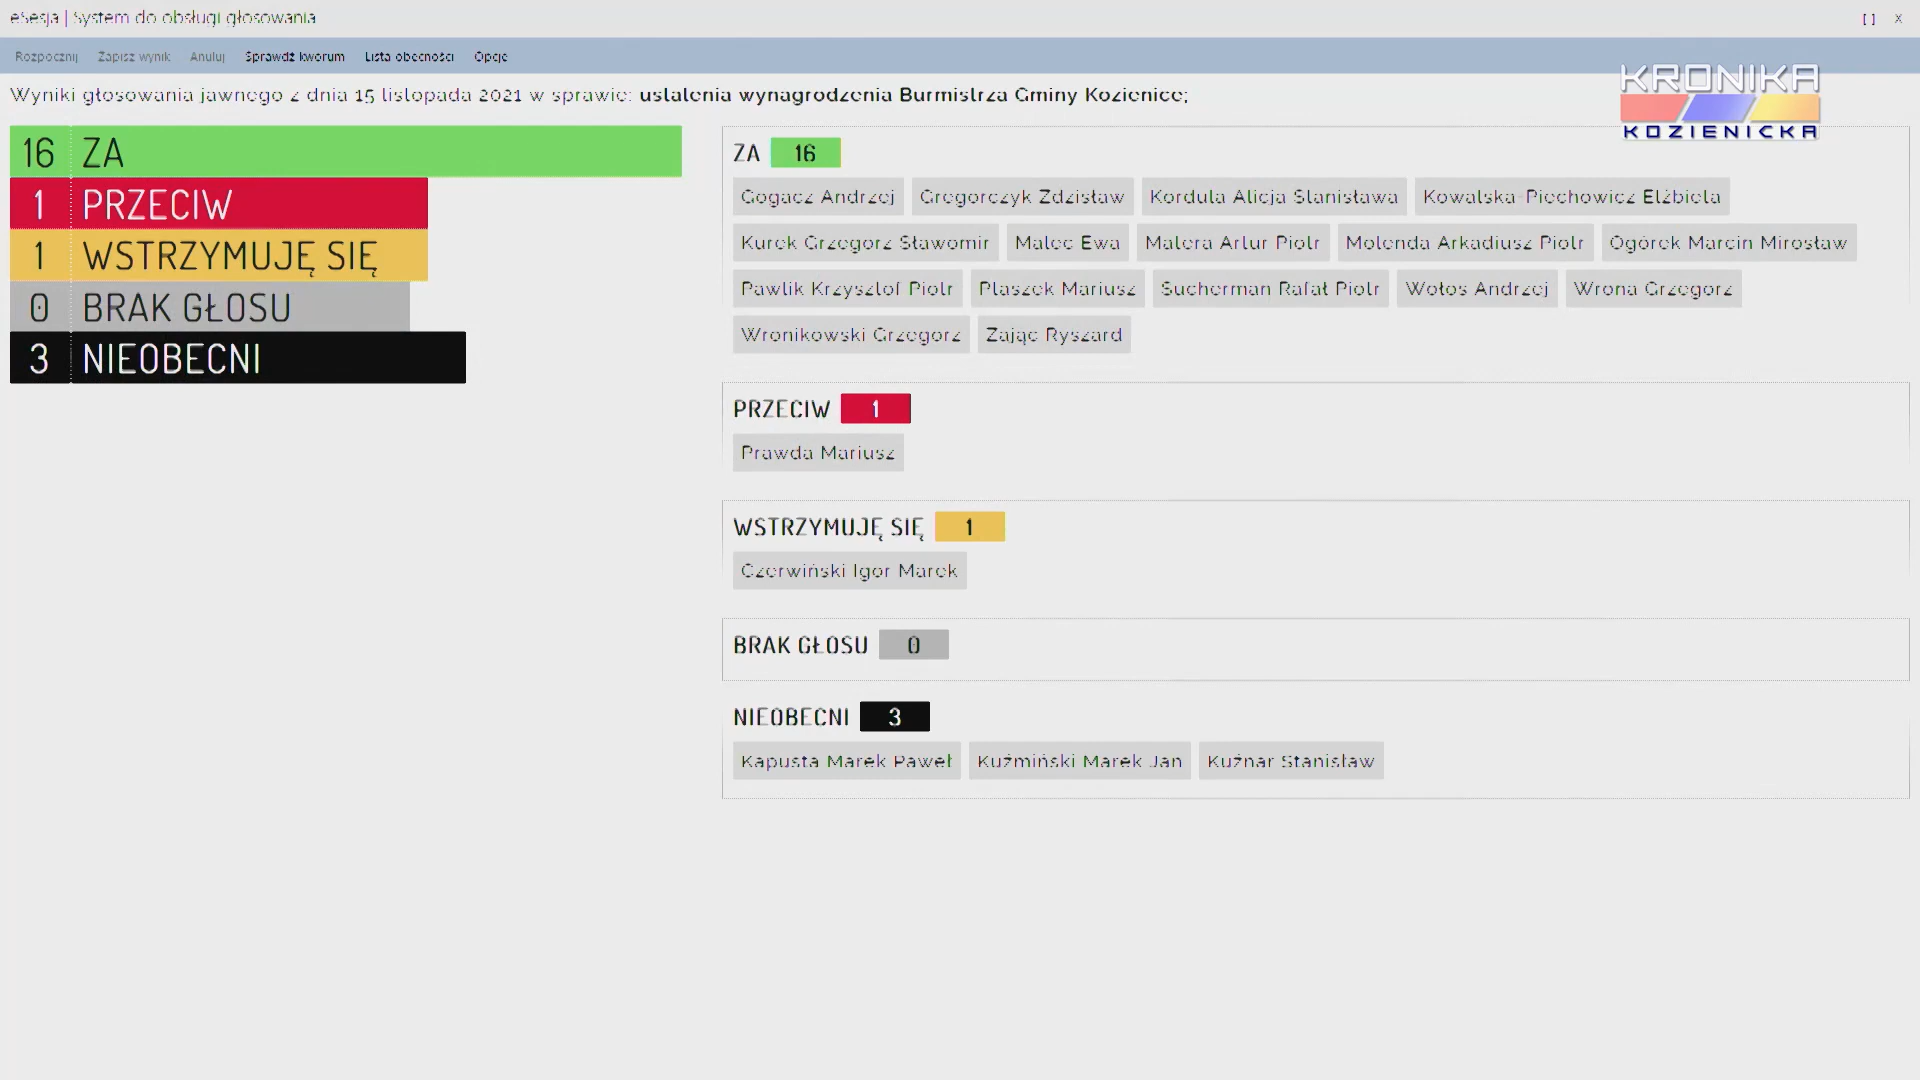 eSesja | System do obsługi głosowania
[ ] X
Rozpocznij Zapisz wynik Anuluj Sprawdź kworum Lista obecności Opcje
KRONIKA
KOZIENICKA
Wyniki głosowania jawnego z dnia 15 listopada 2021 w sprawie: ustalenia wynagrodzenia Burmistrza Gminy Kozienice;
16 ZA
1 PRZECIW
1 WSTRZYMUJĘ SIĘ
0 BRAK GŁOSU
3 NIEOBECNI
ZA 16
Gogacz Andrzej Gregorczyk Zdzisław Kordula Alicja Stanisława Kowalska-Piechowicz Elżbieta
Kurek Grzegorz Sławomir Malec Ewa Matera Artur Piotr Molenda Arkadiusz Piotr Ogórek Marcin Mirosław
Pawlik Krzysztof Piotr Ptaszek Mariusz Sucherman Rafał Piotr Wołos Andrzej Wrona Grzegorz
Wronikowski Grzegorz Zając Ryszard
PRZECIW 1
Prawda Mariusz
WSTRZYMUJĘ SIĘ 1
Czerwiński Igor Marek
BRAK GŁOSU 0
NIEOBECNI 3
Kapusta Marek Paweł Kuźmiński Marek Jan Kuźnar Stanisław